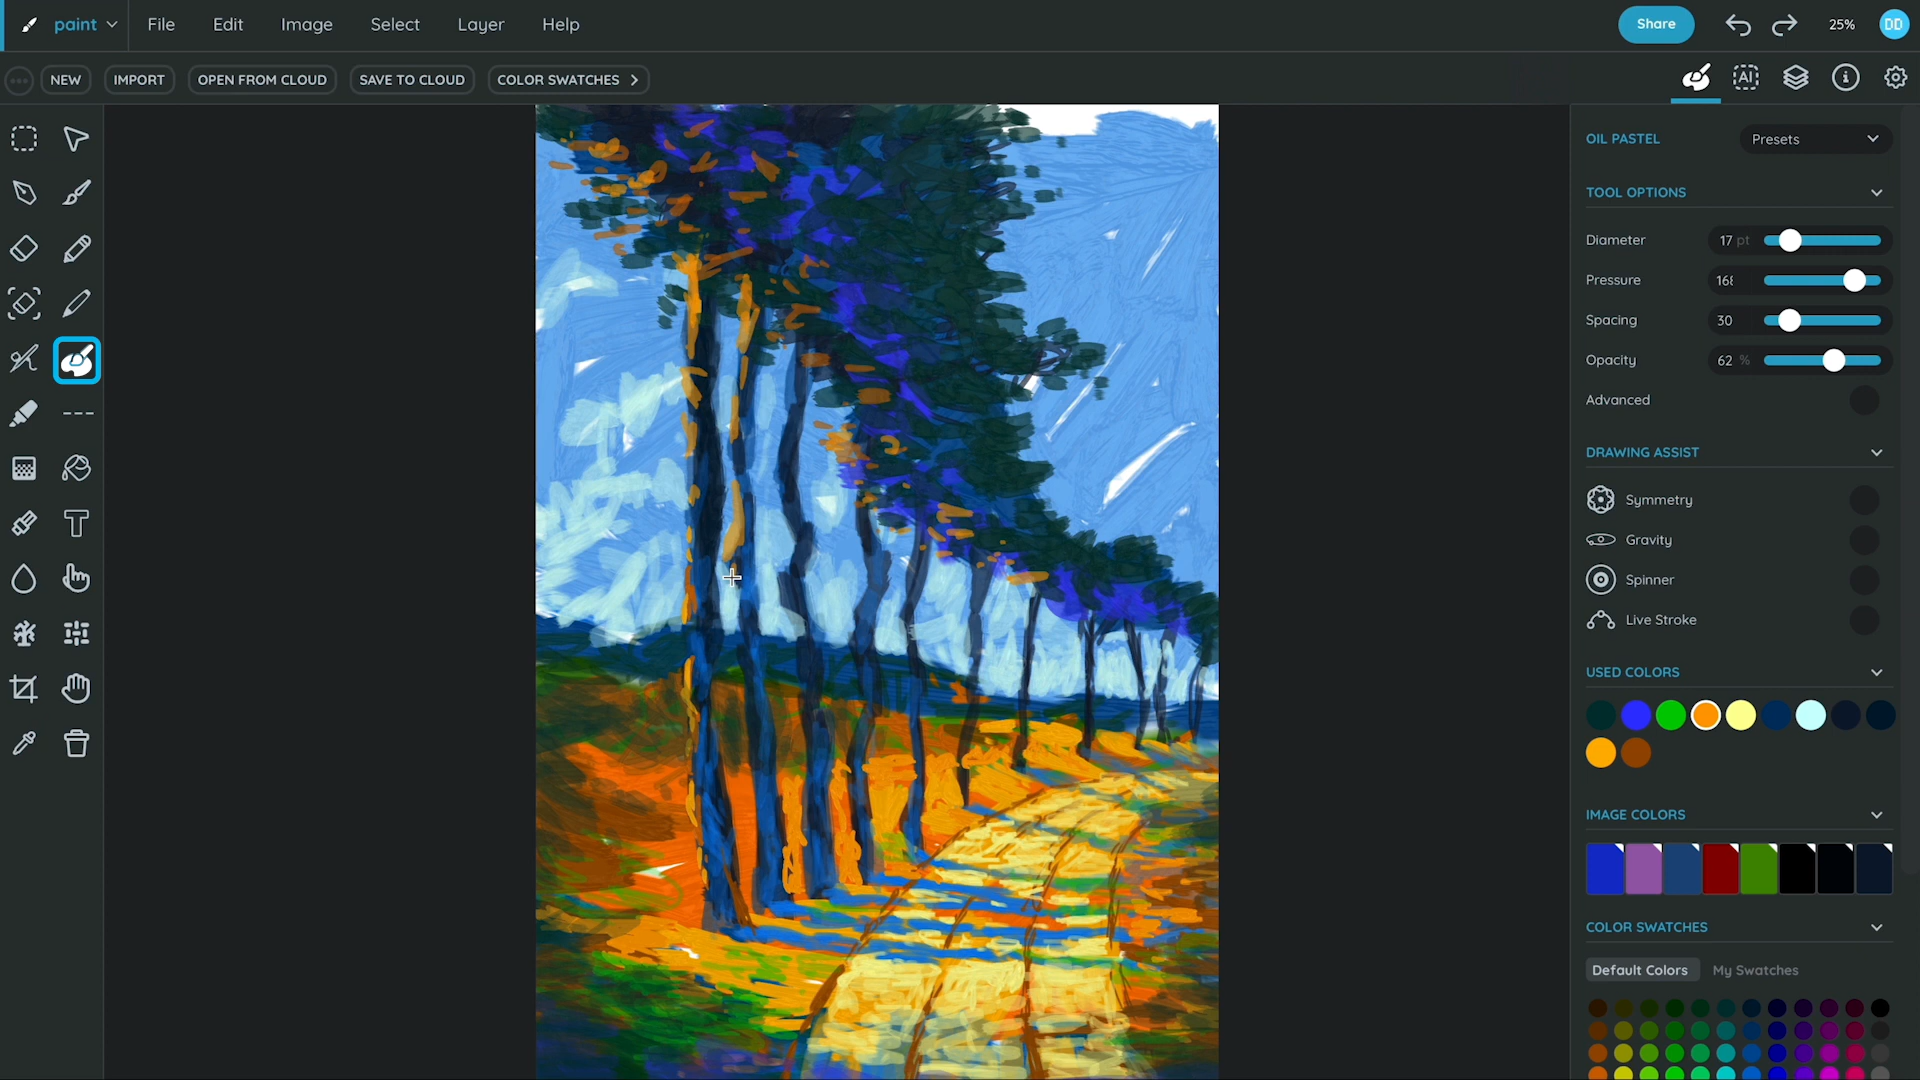 paint File Edit Image Select Layer Help Share 25% DD
NEW IMPORT OPEN FROM CLOUD SAVE TO CLOUD COLOR SWATCHES AI
OIL PASTEL Presets
TOOL OPTIONS
Diameter 17 pt
Pressure 168
Spacing 30
Opacity 62 %
Advanced
DRAWING ASSIST
Symmetry
Gravity
Spinner
Live Stroke
USED COLORS
IMAGE COLORS
COLOR SWATCHES
Default Colors My Swatches